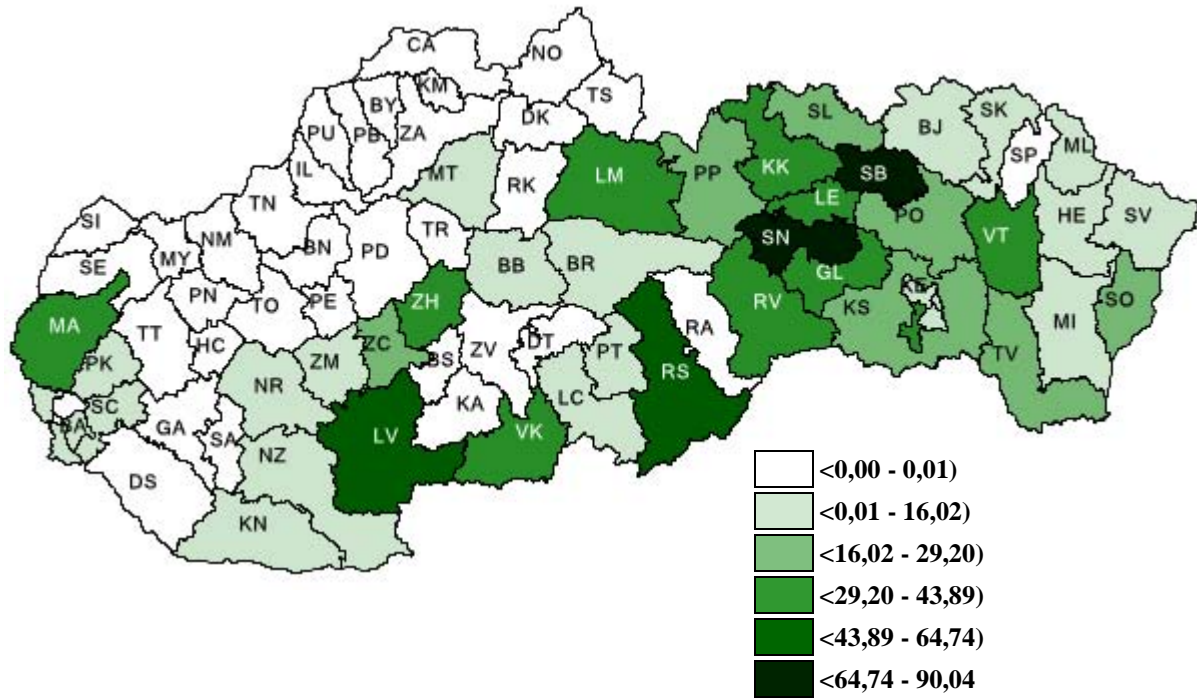 CA
NO
KM
TS
BY
DK
PU
PB
ZA
SL
SK
BJ
SP
ML
IL
MT
RK
LM
PP
KK
SB
LE
TN
PO
HE
SV
SI
NM
TR
SN
VT
MY
BN
PD
BB
BR
SE
GL
PN
TO
PE
ZH
RV
KS
SO
MA
TT
HC
ZM
ZC
BS
ZV
DT
PT
RA
MI
PK
NR
LC
RS
TV
SC
KA
BA
GA
SA
LV
VK
NZ
DS
KN
<0,00 - 0,01)
<0,01 - 16,02)
<16,02 - 29,20)
<29,20 - 43,89)
<43,89 - 64,74)
<64,74 - 90,04